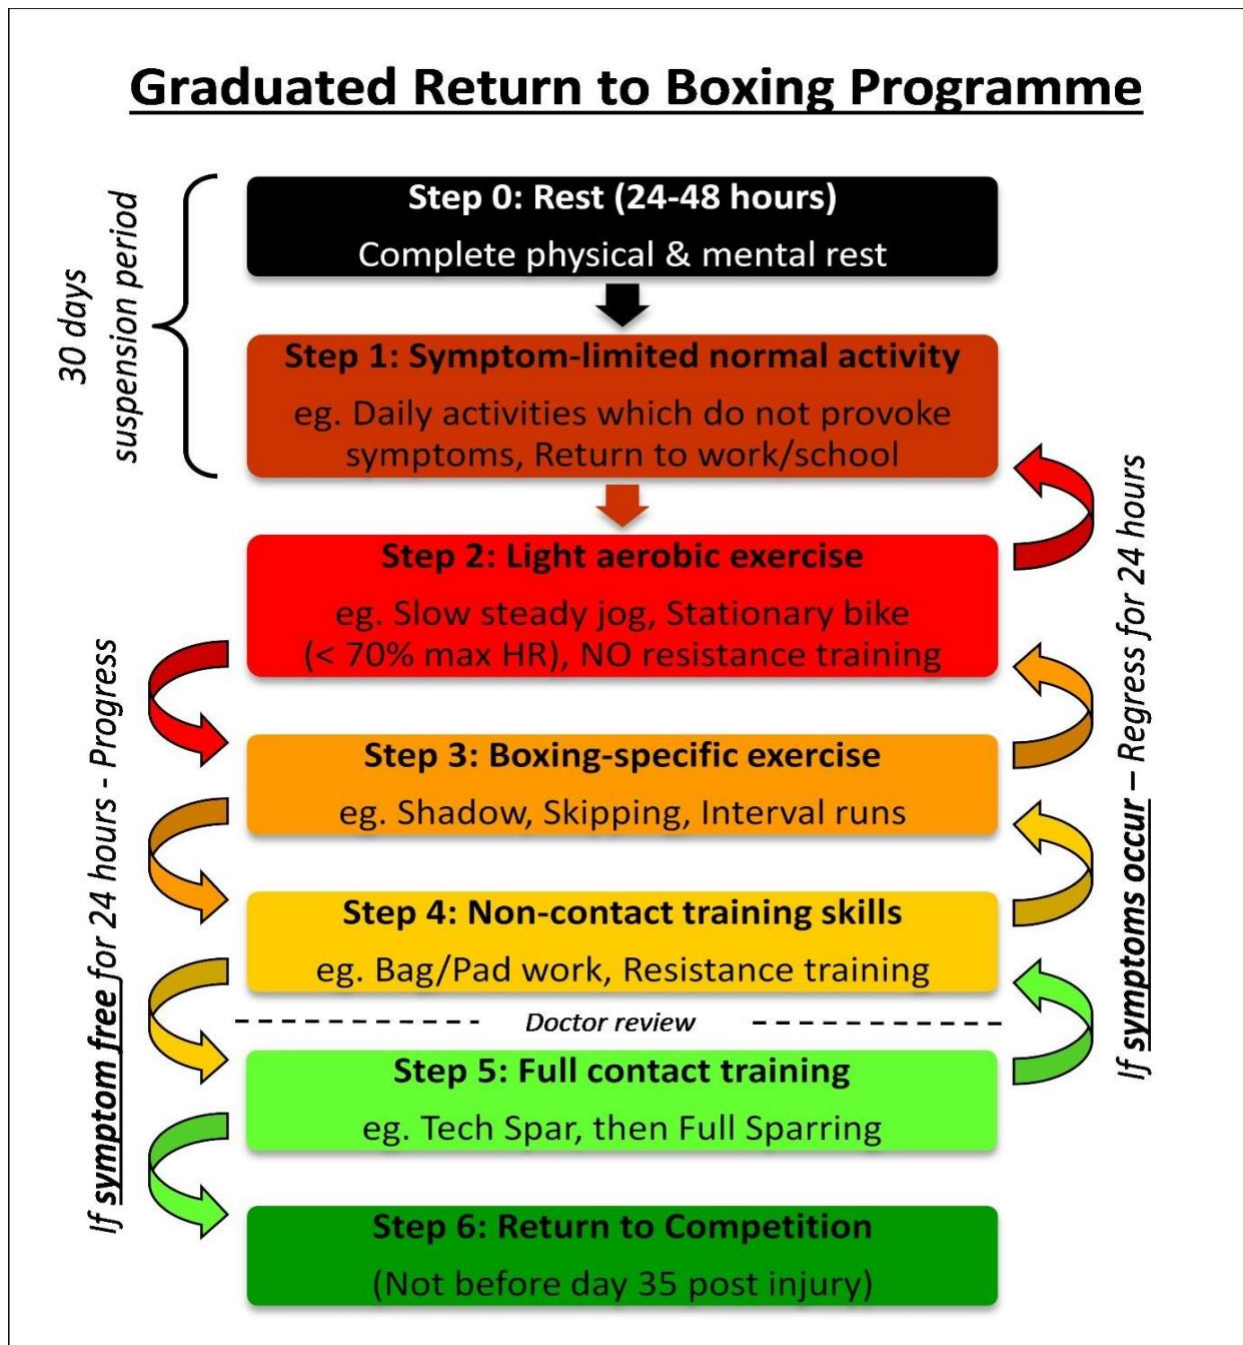 Graduated Return to Boxing Programme
30 days
suspension period
Step 0: Rest (24-48 hours)
Complete physical & mental rest
Step 1: Symptom-limited normal activity
eg. Daily activities which do not provoke
symptoms, Return to work/school
Step 2: Light aerobic exercise
eg. Slow steady jog, Stationary bike
(< 70% max HR), NO resistance training
Step 3: Boxing-specific exercise
eg. Shadow, Skipping, Interval runs
Step 4: Non-contact training skills
eg. Bag/Pad work, Resistance training
Doctor review
Step 5: Full contact training
eg. Tech Spar, then Full Sparring
Step 6: Return to Competition
(Not before day 35 post injury)
If symptom free for 24 hours - Progress
If symptoms occur – Regress for 24 hours